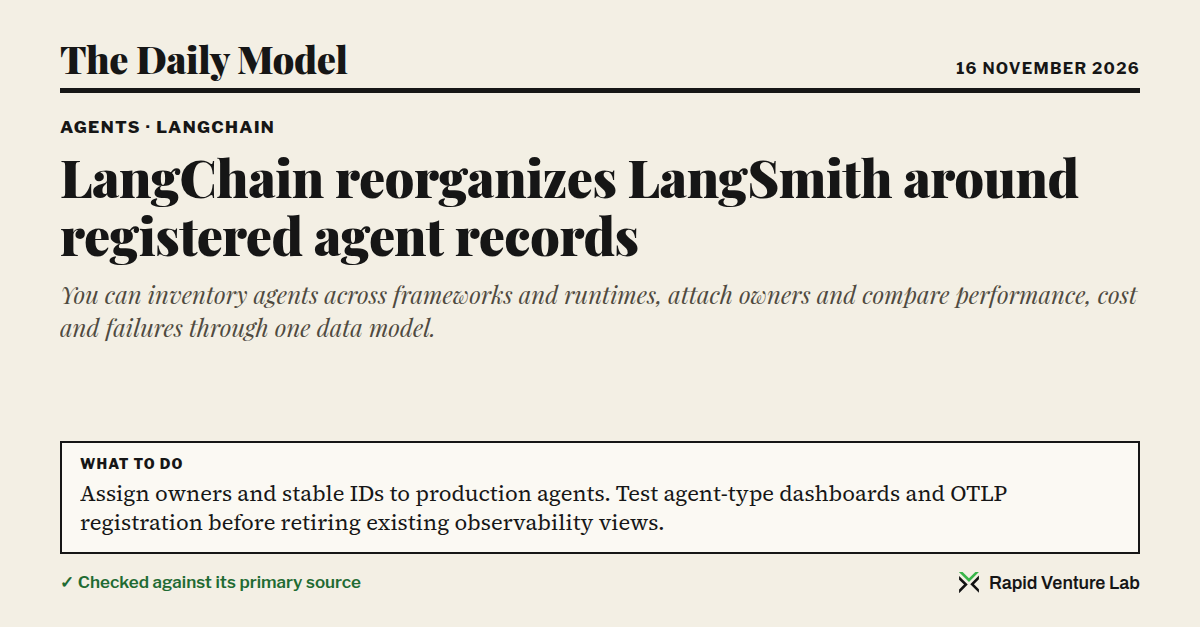 The Daily Model
16 NOVEMBER 2026
AGENTS · LANGCHAIN
LangChain reorganizes LangSmith around
registered agent records
You can inventory agents across frameworks and runtimes, attach owners and compare performance, cost
and failures through one data model.
WHAT TO DO
Assign owners and stable IDs to production agents. Test agent-type dashboards and OTLP
registration before retiring existing observability views.
✓ Checked against its primary source
Rapid Venture Lab